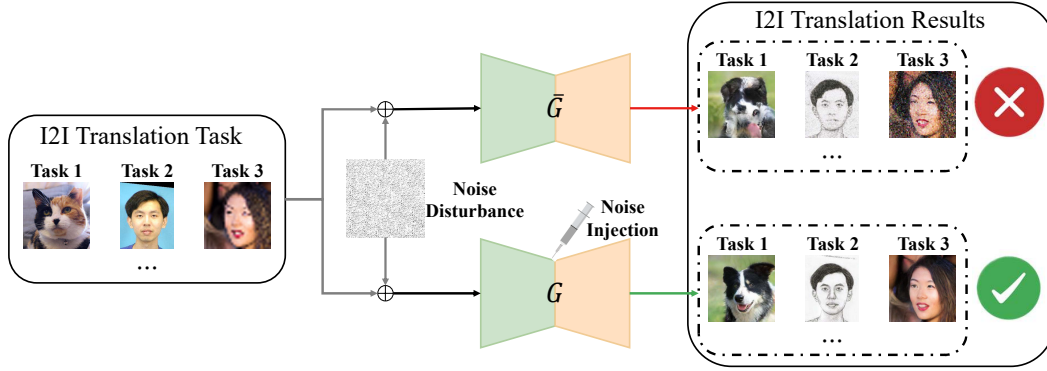 I2I Translation Task
Task 1 Task 2 Task 3
...
Noise
Disturbance
G̅
Noise
Injection
G
I2I Translation Results
Task 1 Task 2 Task 3
...
Task 1 Task 2 Task 3
...